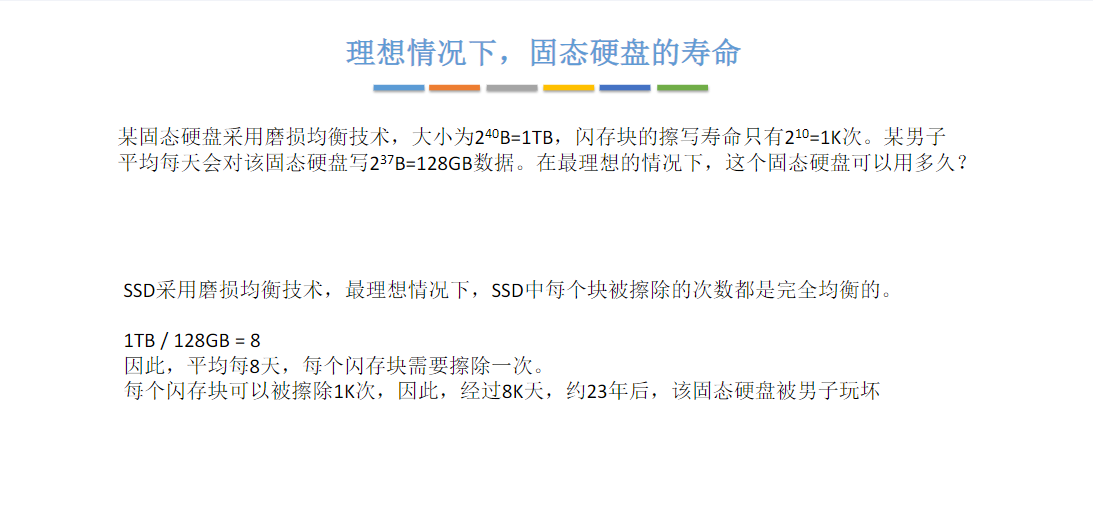 理想情况下，固态硬盘的寿命
某固态硬盘采用磨损均衡技术，大小为2⁴⁰B=1TB，闪存块的擦写寿命只有2¹⁰=1K次。某男子
平均每天会对该固态硬盘写2³⁷B=128GB数据。在最理想的情况下，这个固态硬盘可以用多久？
SSD采用磨损均衡技术，最理想情况下，SSD中每个块被擦除的次数都是完全均衡的。
1TB / 128GB = 8
因此，平均每8天，每个闪存块需要擦除一次。
每个闪存块可以被擦除1K次，因此，经过8K天，约23年后，该固态硬盘被男子玩坏